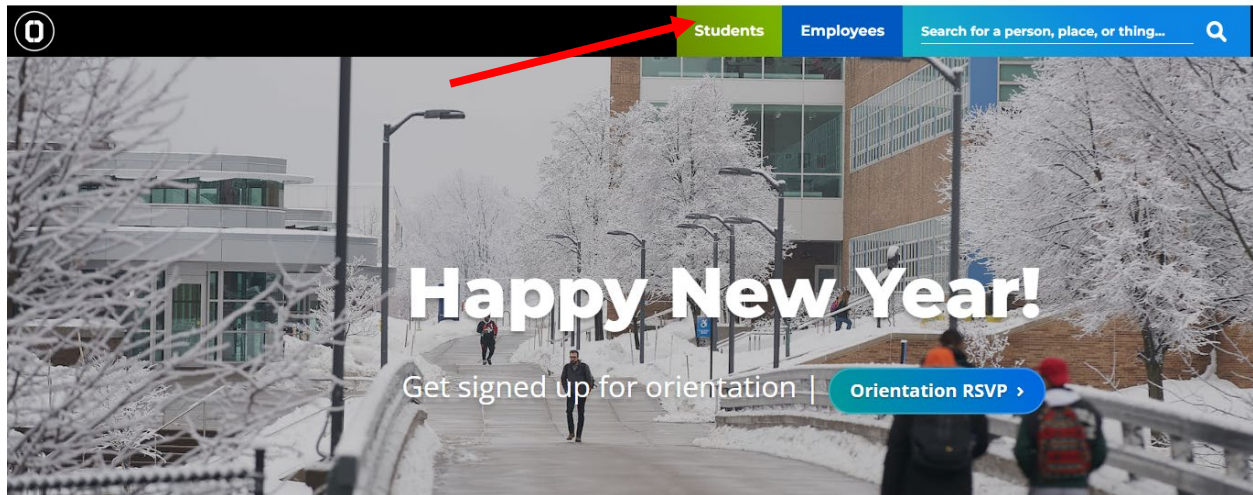 Students
Employees
Search for a person, place, or thing...
Happy New Year!
Get signed up for orientation |
Orientation RSVP >